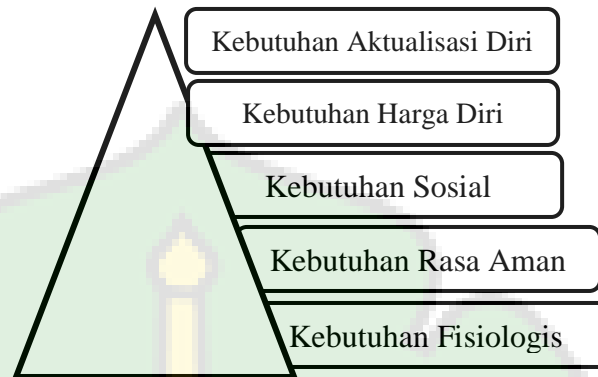 Kebutuhan Aktualisasi Diri
Kebutuhan Harga Diri
Kebutuhan Sosial
Kebutuhan Rasa Aman
Kebutuhan Fisiologis